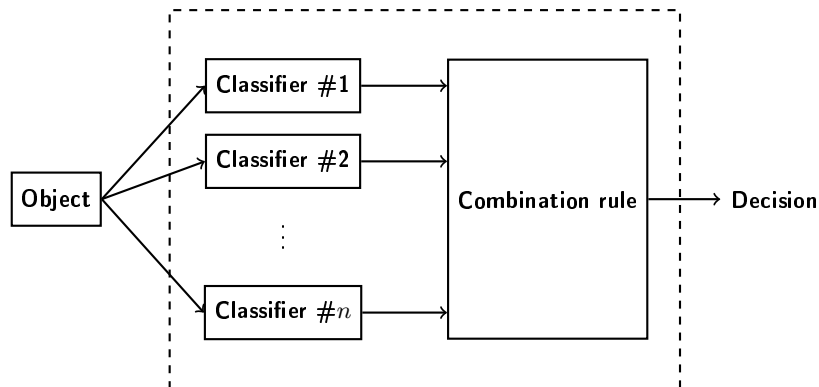 Classifier #1
Classifier #2
Object
Combination rule
Decision
⋮
Classifier #n